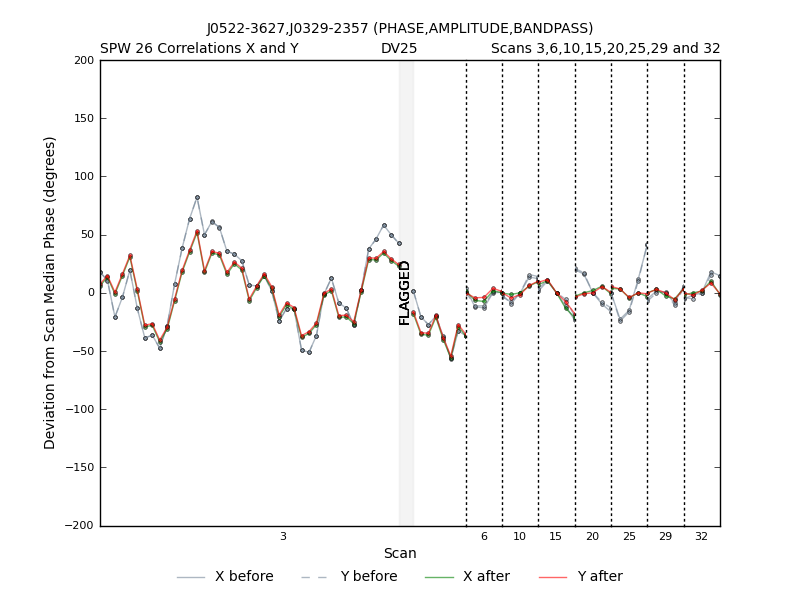 J0522-3627,J0329-2357 (PHASE,AMPLITUDE,BANDPASS)
SPW 26 Correlations X and Y DV25 Scans 3,6,10,15,20,25,29 and 32
200
150
100
50
0
−50
−100
−150
−200
Deviation from Scan Median Phase (degrees)
FLAGGED
3 6 10 15 20 25 29 32
Scan
X before Y before X after Y after